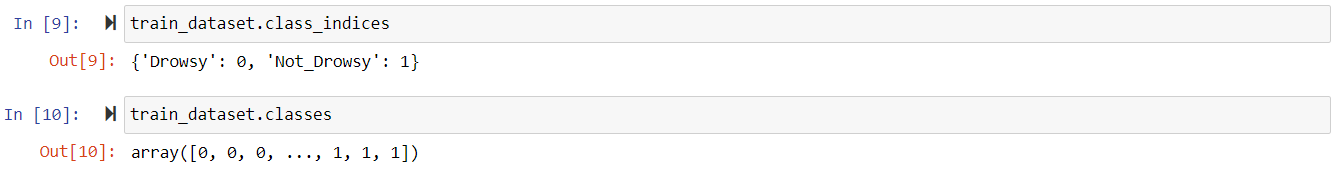 In [9]: train_dataset.class_indices
Out[9]: {'Drowsy': 0, 'Not_Drowsy': 1}
In [10]: train_dataset.classes
Out[10]: array([0, 0, 0, ..., 1, 1, 1])